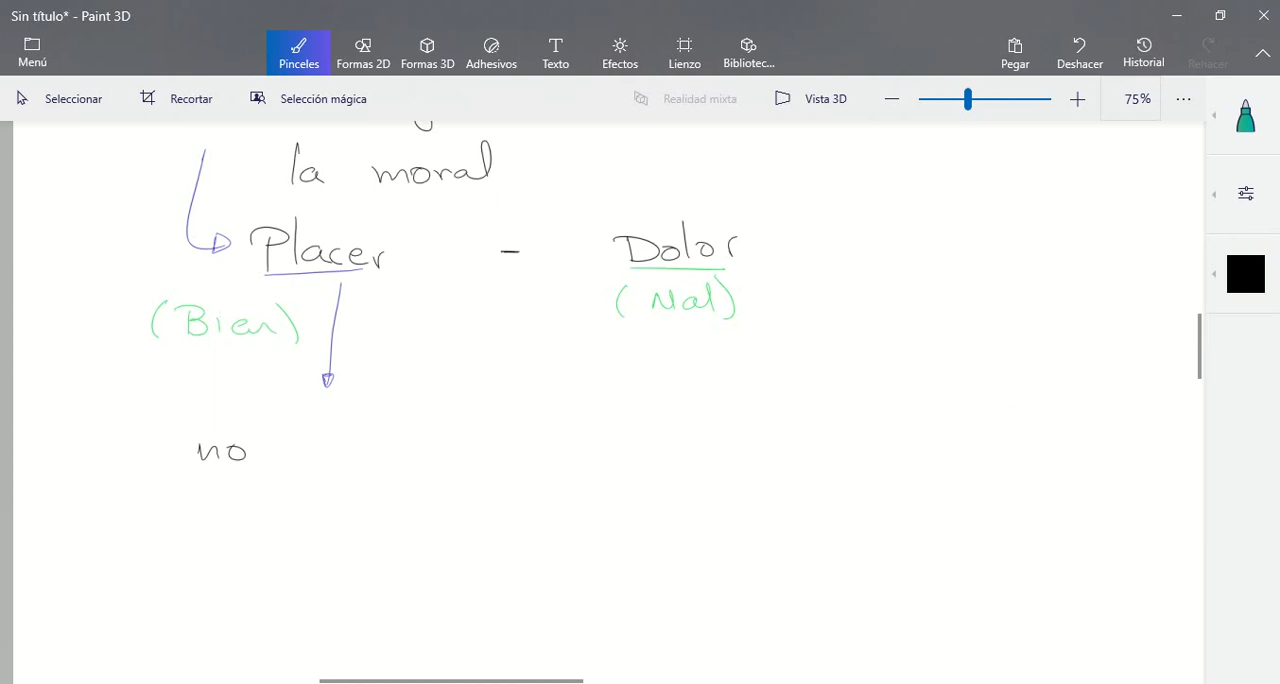 Sin título* - Paint 3D
Menú
Pinceles
Formas 2D
Formas 3D
Adhesivos
Texto
Efectos
Lienzo
Bibliotec...
Pegar
Deshacer
Historial
Rehacer
Seleccionar
Recortar
Selección mágica
Realidad mixta
Vista 3D
75%
la moral
Placer - Dolor
(Bien) (Mal)
no